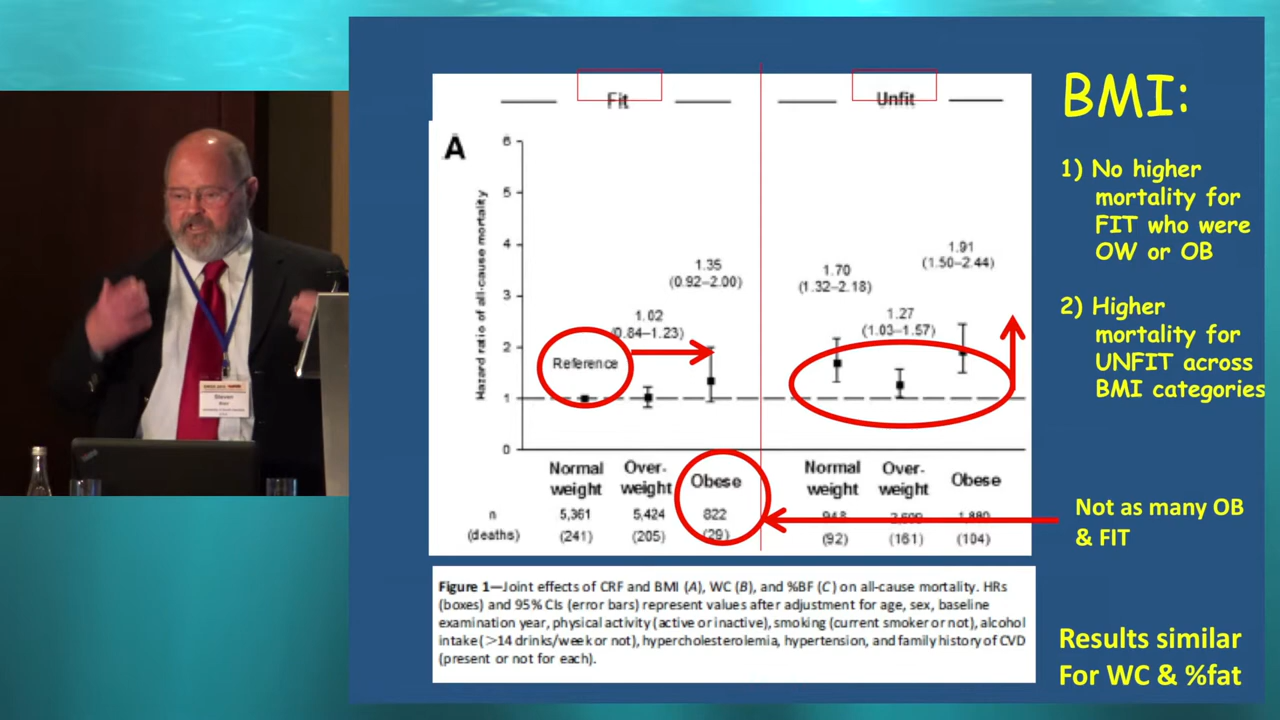 Fit
Unfit
BMI:
A
Hazard ratio of all-cause mortality
6
5
4
3
2
1
0
Reference
1.02
(0.84–1.23)
1.35
(0.92–2.00)
1.70
(1.32–2.18)
1.27
(1.03–1.57)
1.91
(1.50–2.44)
Normal weight
Over-weight
Obese
Normal weight
Over-weight
Obese
n
5,361
5,424
822
(deaths)
(241)
(205)
(29)
(92)
(161)
(104)
1) No higher
mortality for
FIT who were
OW or OB
2) Higher
mortality for
UNFIT across
BMI categories
Not as many OB
& FIT
Results similar
For WC & %fat
Figure 1—Joint effects of CRF and BMI (A), WC (B), and %BF (C) on all-cause mortality. HRs
(boxes) and 95% CIs (error bars) represent values after adjustment for age, sex, baseline
examination year, physical activity (active or inactive), smoking (current smoker or not), alcohol
intake (>14 drinks/week or not), hypercholesterolemia, hypertension, and family history of CVD
(present or not for each).
Steven